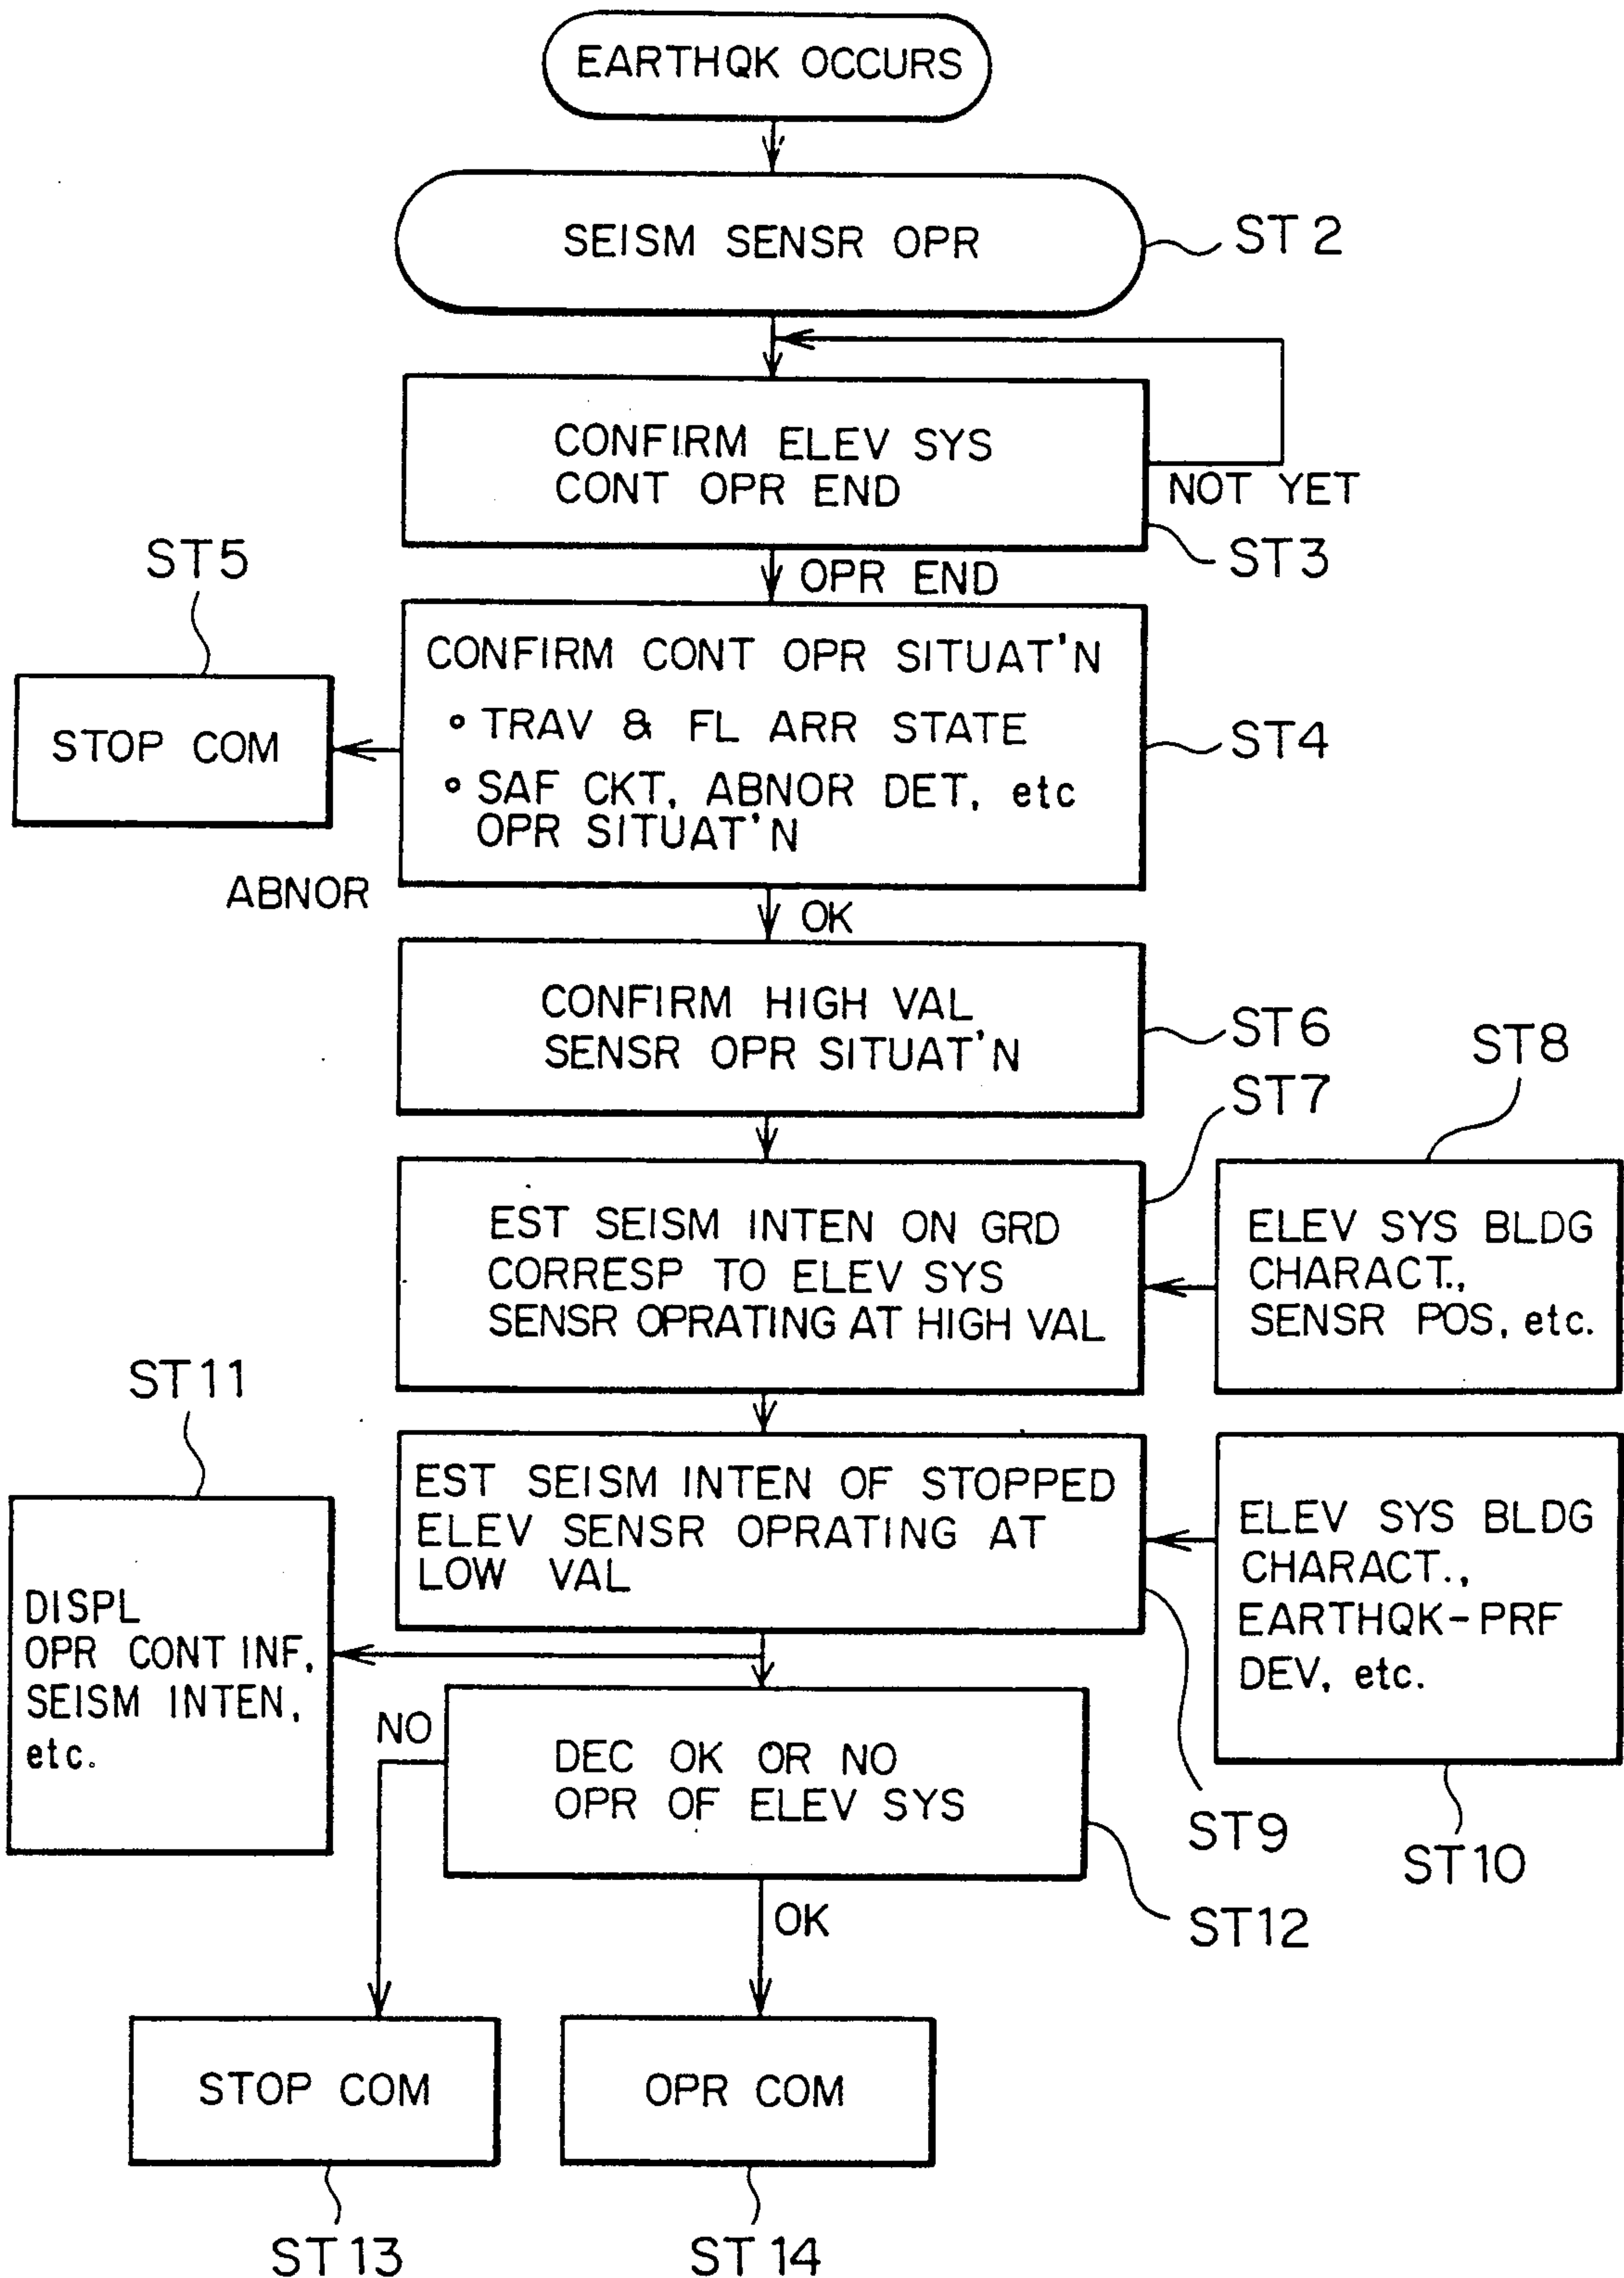 EARTHQK OCCURS
SEISM SENSR OPR
ST2
CONFIRM ELEV SYS
CONT OPR END
NOT YET
ST3
OPR END
ST5
STOP COM
CONFIRM CONT OPR SITUAT'N
• TRAV & FL ARR STATE
• SAF CKT, ABNOR DET, etc
OPR SITUAT'N
ST4
ABNOR
OK
CONFIRM HIGH VAL
SENSR OPR SITUAT'N
ST6
ST7
ST8
EST SEISM INTEN ON GRD
CORRESP TO ELEV SYS
SENSR OPRATING AT HIGH VAL
ELEV SYS BLDG
CHARACT.,
SENSR POS, etc.
ST11
EST SEISM INTEN OF STOPPED
ELEV SENSR OPRATING AT
LOW VAL
ELEV SYS BLDG
CHARACT.,
EARTHQK-PRF
DEV, etc.
DISPL
OPR CONT INF,
SEISM INTEN,
etc.
NO
DEC OK OR NO
OPR OF ELEV SYS
ST9
ST10
ST12
OK
STOP COM
OPR COM
ST13
ST14